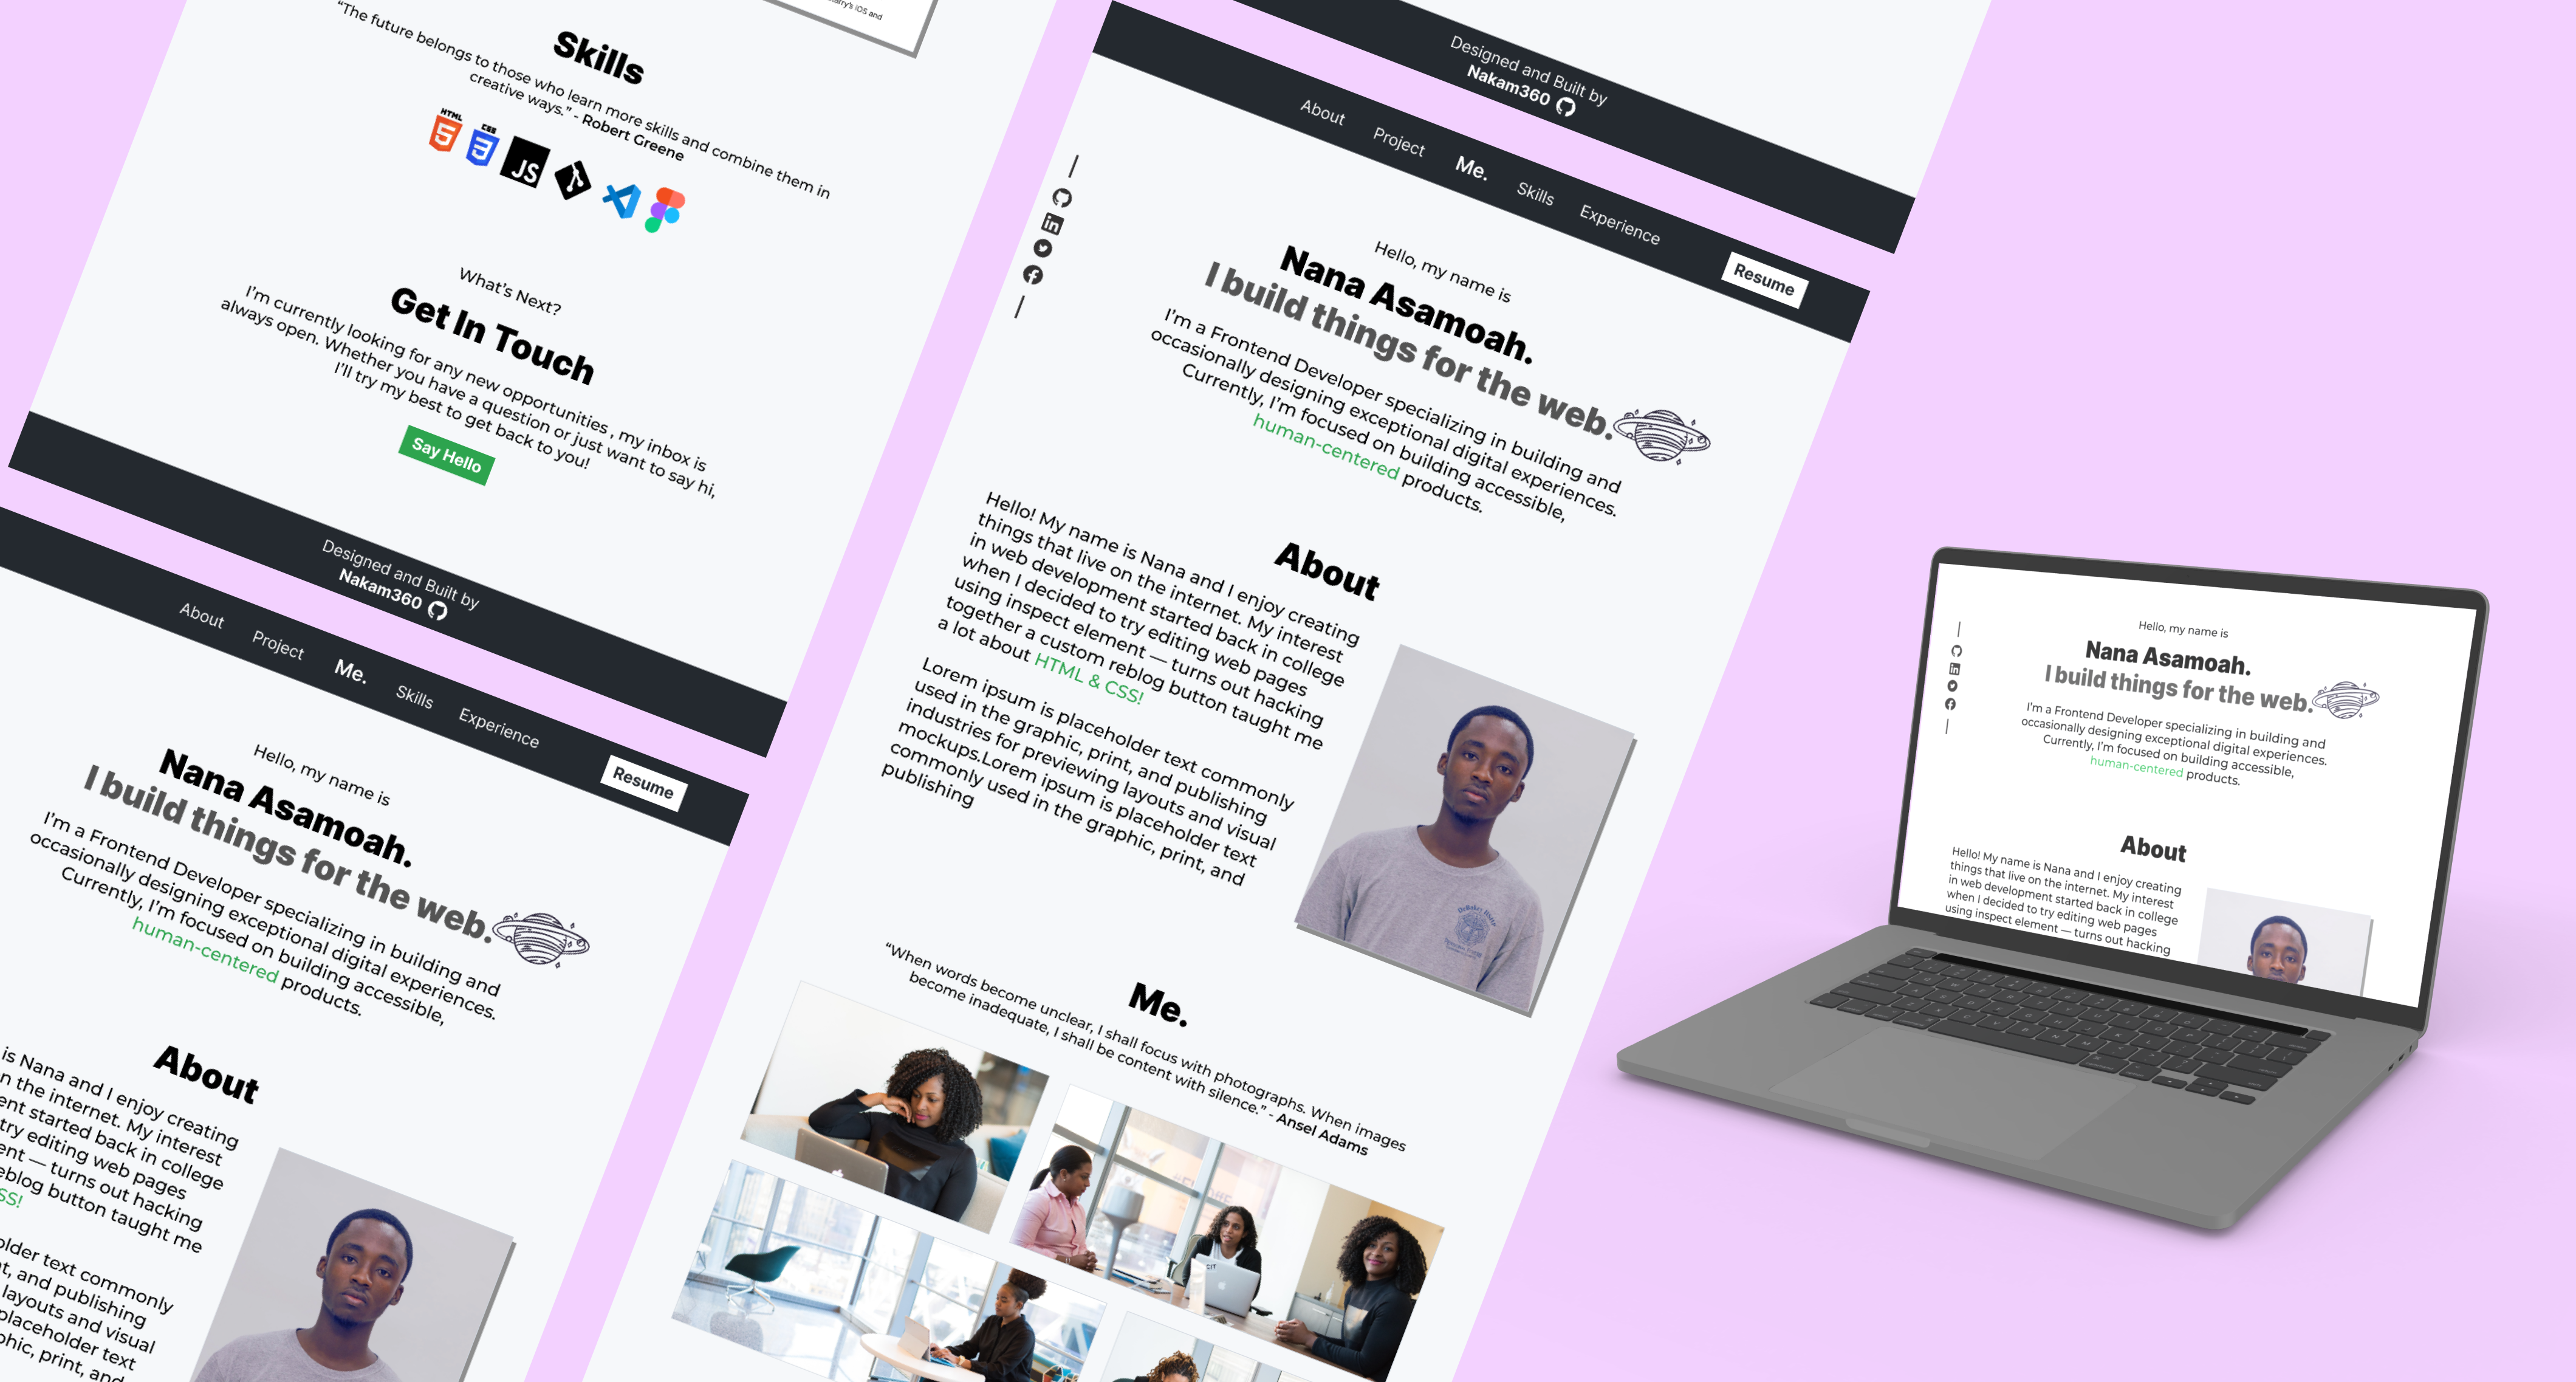 arry's iOS and
Skills
“The future belongs to those who learn more skills and combine them in
creative ways.” - Robert Greene
HTML
5
CSS
3
JS
What’s Next?
Get In Touch
I’m currently looking for any new opportunities , my inbox is
always open. Whether you have a question or just want to say hi,
I’ll try my best to get back to you!
Say Hello
Designed and Built by
Nakam360
About Project Me. Skills Experience Resume
Hello, my name is
Nana Asamoah.
I build things for the web.
I’m a Frontend Developer specializing in building and
occasionally designing exceptional digital experiences.
Currently, I’m focused on building accessible,
human-centered products.
About
is Nana and I enjoy creating
n the internet. My interest
ent started back in college
try editing web pages
ent — turns out hacking
eblog button taught me
SS!
older text commonly
t, and publishing
layouts and visual
placeholder text
phic, print, and
Designed and Built by
Nakam360
About Project Me. Skills Experience Resume
Hello, my name is
Nana Asamoah.
I build things for the web.
I’m a Frontend Developer specializing in building and
occasionally designing exceptional digital experiences.
Currently, I’m focused on building accessible,
human-centered products.
About
Hello! My name is Nana and I enjoy creating
things that live on the internet. My interest
in web development started back in college
when I decided to try editing web pages
using inspect element — turns out hacking
together a custom reblog button taught me
a lot about HTML & CSS!
Lorem ipsum is placeholder text commonly
used in the graphic, print, and publishing
industries for previewing layouts and visual
mockups.Lorem ipsum is placeholder text
commonly used in the graphic, print, and
publishing
Me.
“When words become unclear, I shall focus with photographs. When images
become inadequate, I shall be content with silence.” - Ansel Adams
Hello, my name is
Nana Asamoah.
I build things for the web.
I’m a Frontend Developer specializing in building and
occasionally designing exceptional digital experiences.
Currently, I’m focused on building accessible,
human-centered products.
About
Hello! My name is Nana and I enjoy creating
things that live on the internet. My interest
in web development started back in college
when I decided to try editing web pages
using inspect element — turns out hacking